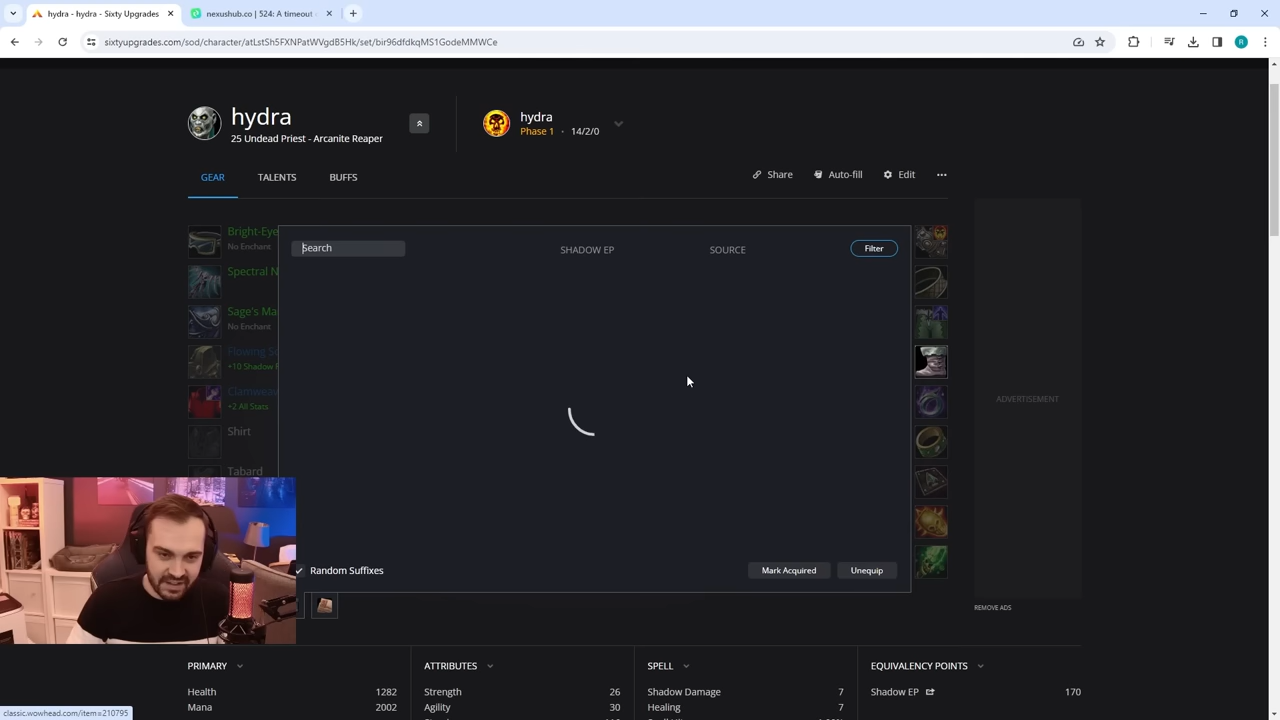 hydra - hydra - Sixty Upgrades
nexushub.co | 524: A timeout
sixtyupgrades.com/sod/character/atLstSh5FXNPatWVgdB5Hk/set/bir96dfdkqMS1GodeMMWCe
R
hydra
25 Undead Priest - Arcanite Reaper
hydra
Phase 1 • 14/2/0
GEAR
TALENTS
BUFFS
Share
Auto-fill
Edit
Bright-Eye
No Enchant
Spectral N
Sage's Ma
No Enchant
Flowing Sc
+10 Shadow R
Clamweave
+2 All Stats
Shirt
Tabard
Search
SHADOW EP
SOURCE
Filter
Random Suffixes
Mark Acquired
Unequip
ADVERTISEMENT
REMOVE ADS
PRIMARY
Health 1282
Mana 2002
ATTRIBUTES
Strength 26
Agility 30
SPELL
Shadow Damage 7
Healing 7
EQUIVALENCY POINTS
Shadow EP 170
classic.wowhead.com/item=210795